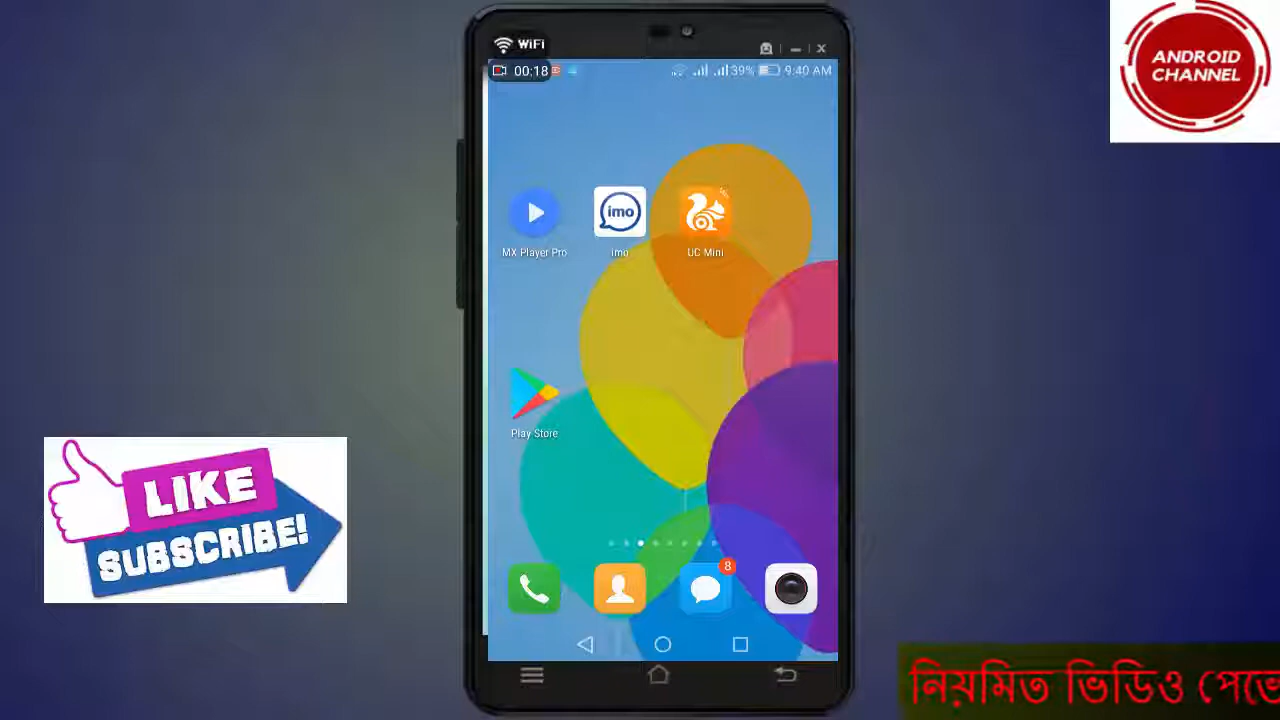 WiFi
00:18
39%
9:40 AM
ANDROID
CHANNEL
MX Player Pro
imo
imo
UC Mini
Play Store
LIKE
SUBSCRIBE!
8
নিয়মিত ভিডিও পেতে